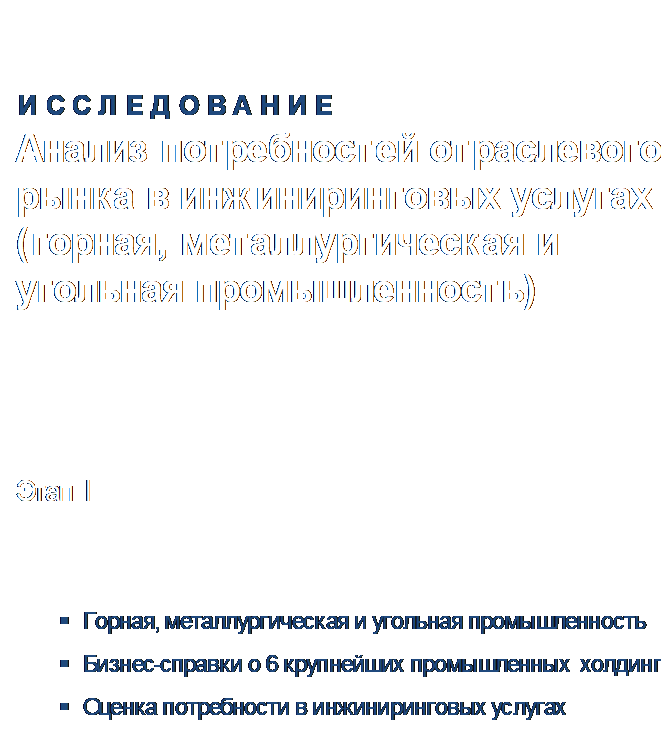 ИССЛЕДОВАНИЕ
Анализ потребностей отраслевого
рынка в инжиниринговых услугах
(горная, металлургическая и
угольная промышленность)
Этап I
▪ Горная, металлургическая и угольная промышленность
▪ Бизнес-справки о 6 крупнейших промышленных холдинг
▪ Оценка потребности в инжиниринговых услугах